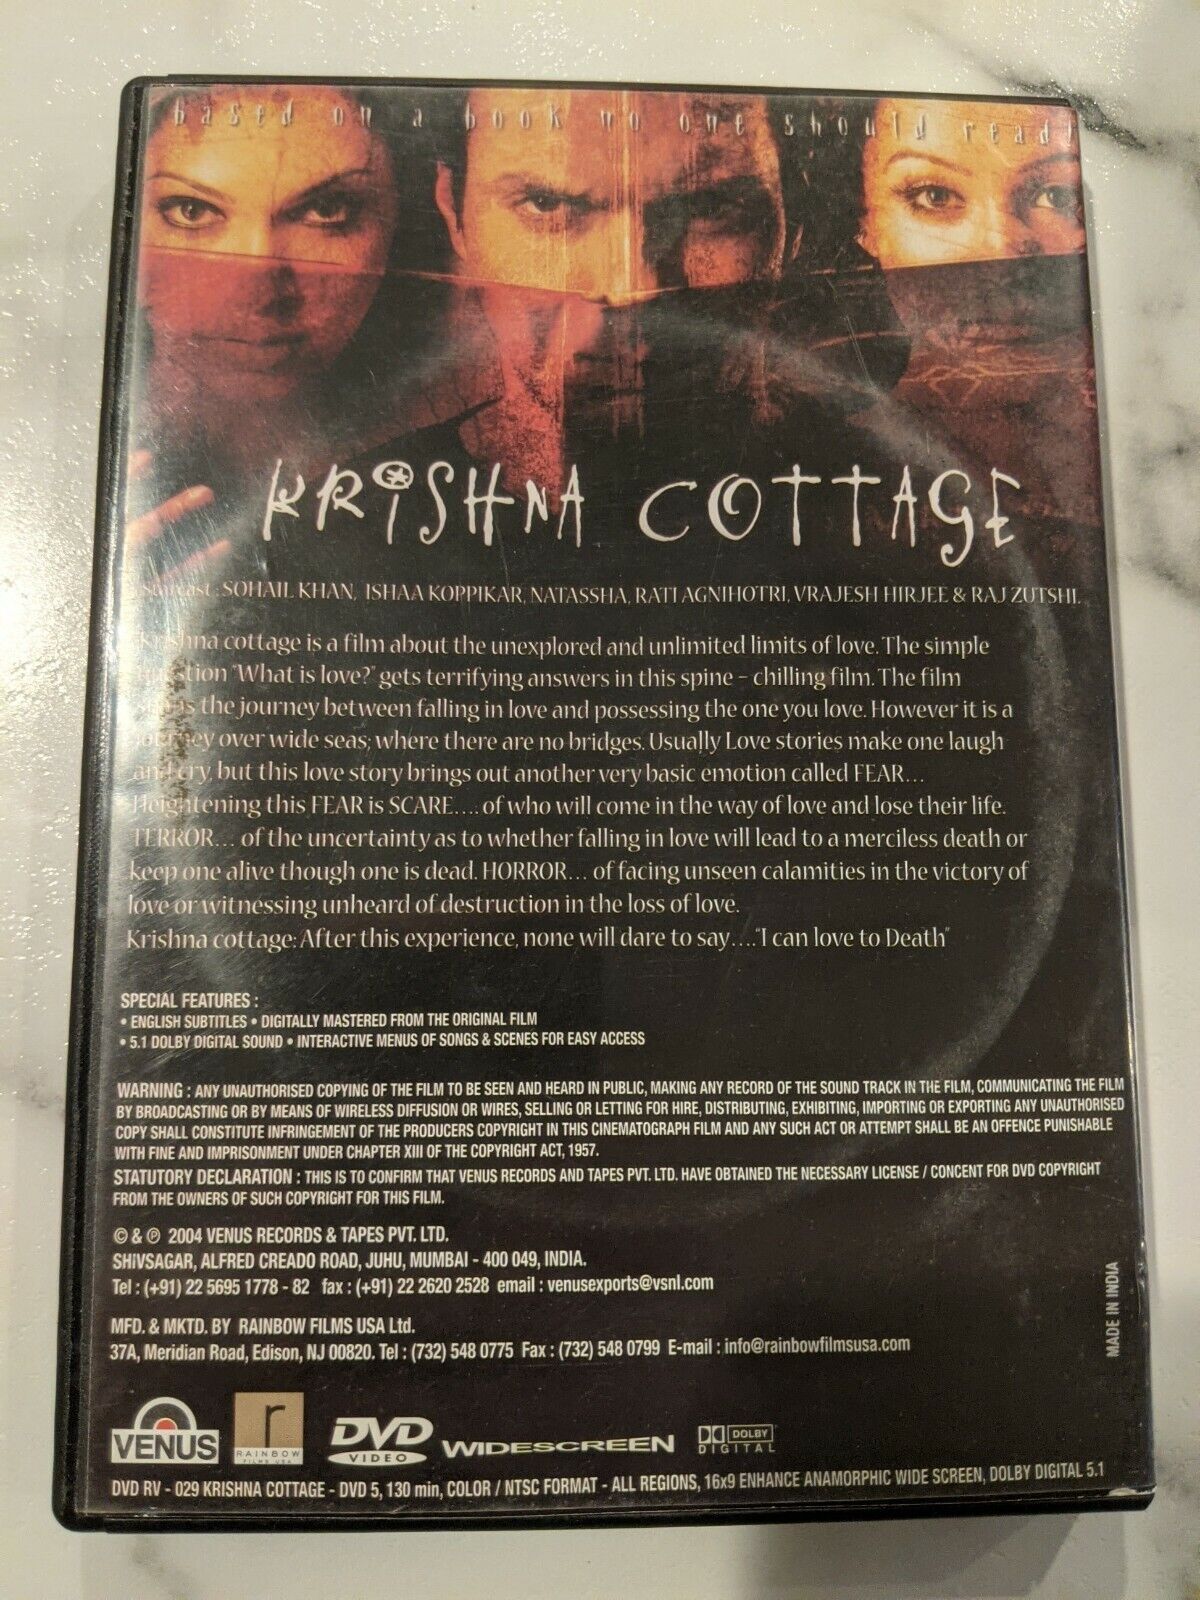 based on a book no one should read!
KRISHNA COTTAGE
Starcast : SOHAIL KHAN, ISHAA KOPPIKAR, NATASSHA, RATI AGNIHOTRI, VRAJESH HIRJEE & RAJ ZUTSHI.
Krishna cottage is a film about the unexplored and unlimited limits of love. The simple
question "What is love?" gets terrifying answers in this spine – chilling film. The film
the journey between falling in love and possessing the one you love. However it is a
journey over wide seas; where there are no bridges. Usually Love stories make one laugh
and cry, but this love story brings out another very basic emotion called FEAR...
Heightening this FEAR is SCARE.... of who will come in the way of love and lose their life.
TERROR... of the uncertainty as to whether falling in love will lead to a merciless death or
keep one alive though one is dead. HORROR... of facing unseen calamities in the victory of
love or witnessing unheard of destruction in the loss of love.
Krishna cottage: After this experience, none will dare to say...."I can love to Death"
SPECIAL FEATURES :
• ENGLISH SUBTITLES • DIGITALLY MASTERED FROM THE ORIGINAL FILM
• 5.1 DOLBY DIGITAL SOUND • INTERACTIVE MENUS OF SONGS & SCENES FOR EASY ACCESS
WARNING : ANY UNAUTHORISED COPYING OF THE FILM TO BE SEEN AND HEARD IN PUBLIC, MAKING ANY RECORD OF THE SOUND TRACK IN THE FILM, COMMUNICATING THE FILM
BY BROADCASTING OR BY MEANS OF WIRELESS DIFFUSION OR WIRES, SELLING OR LETTING FOR HIRE, DISTRIBUTING, EXHIBITING, IMPORTING OR EXPORTING ANY UNAUTHORISED
COPY SHALL CONSTITUTE INFRINGEMENT OF THE PRODUCERS COPYRIGHT IN THIS CINEMATOGRAPH FILM AND ANY SUCH ACT OR ATTEMPT SHALL BE AN OFFENCE PUNISHABLE
WITH FINE AND IMPRISONMENT UNDER CHAPTER XIII OF THE COPYRIGHT ACT, 1957.
STATUTORY DECLARATION : THIS IS TO CONFIRM THAT VENUS RECORDS AND TAPES PVT. LTD. HAVE OBTAINED THE NECESSARY LICENSE / CONCENT FOR DVD COPYRIGHT
FROM THE OWNERS OF SUCH COPYRIGHT FOR THIS FILM.
© & ℗ 2004 VENUS RECORDS & TAPES PVT. LTD.
SHIVSAGAR, ALFRED CREADO ROAD, JUHU, MUMBAI - 400 049, INDIA.
Tel : (+91) 22 5695 1778 - 82 fax : (+91) 22 2620 2528 email : venusexports@vsnl.com
MFD. & MKTD. BY RAINBOW FILMS USA Ltd.
37A, Meridian Road, Edison, NJ 00820. Tel : (732) 548 0775 Fax : (732) 548 0799 E-mail : info@rainbowfilmsusa.com
MADE IN INDIA
VENUS
r
RAINBOW
FILMS USA
DVD
VIDEO
WIDESCREEN
DOLBY
DIGITAL
DVD RV - 029 KRISHNA COTTAGE - DVD 5, 130 min, COLOR / NTSC FORMAT - ALL REGIONS, 16x9 ENHANCE ANAMORPHIC WIDE SCREEN, DOLBY DIGITAL 5.1